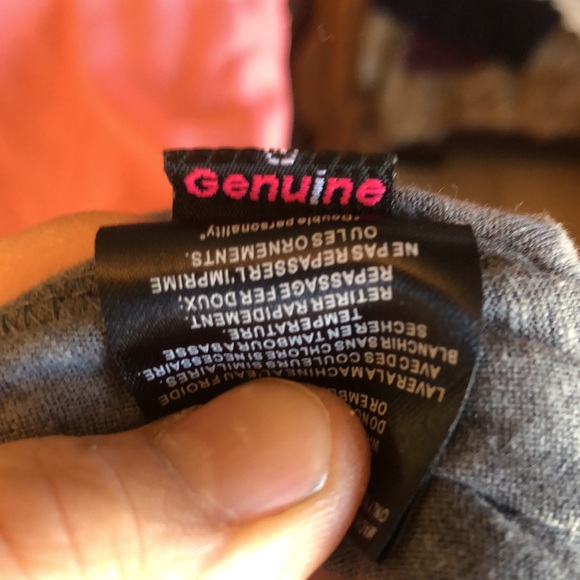 Genuine
LAVER A LA MACHINE EAU FROIDE
AVEC DES COULEURS SIMILAIRES.
BLANCHIR SANS CHLORE SI NECESSAIRE.
SECHER EN TAMBOUR A BASSE
TEMPERATURE.
RETIRER RAPIDEMENT
REPASSAGE FER DOUX,
NE PAS REPASSER L'IMPRIME
OU LES ORNEMENTS.
"Double personality"